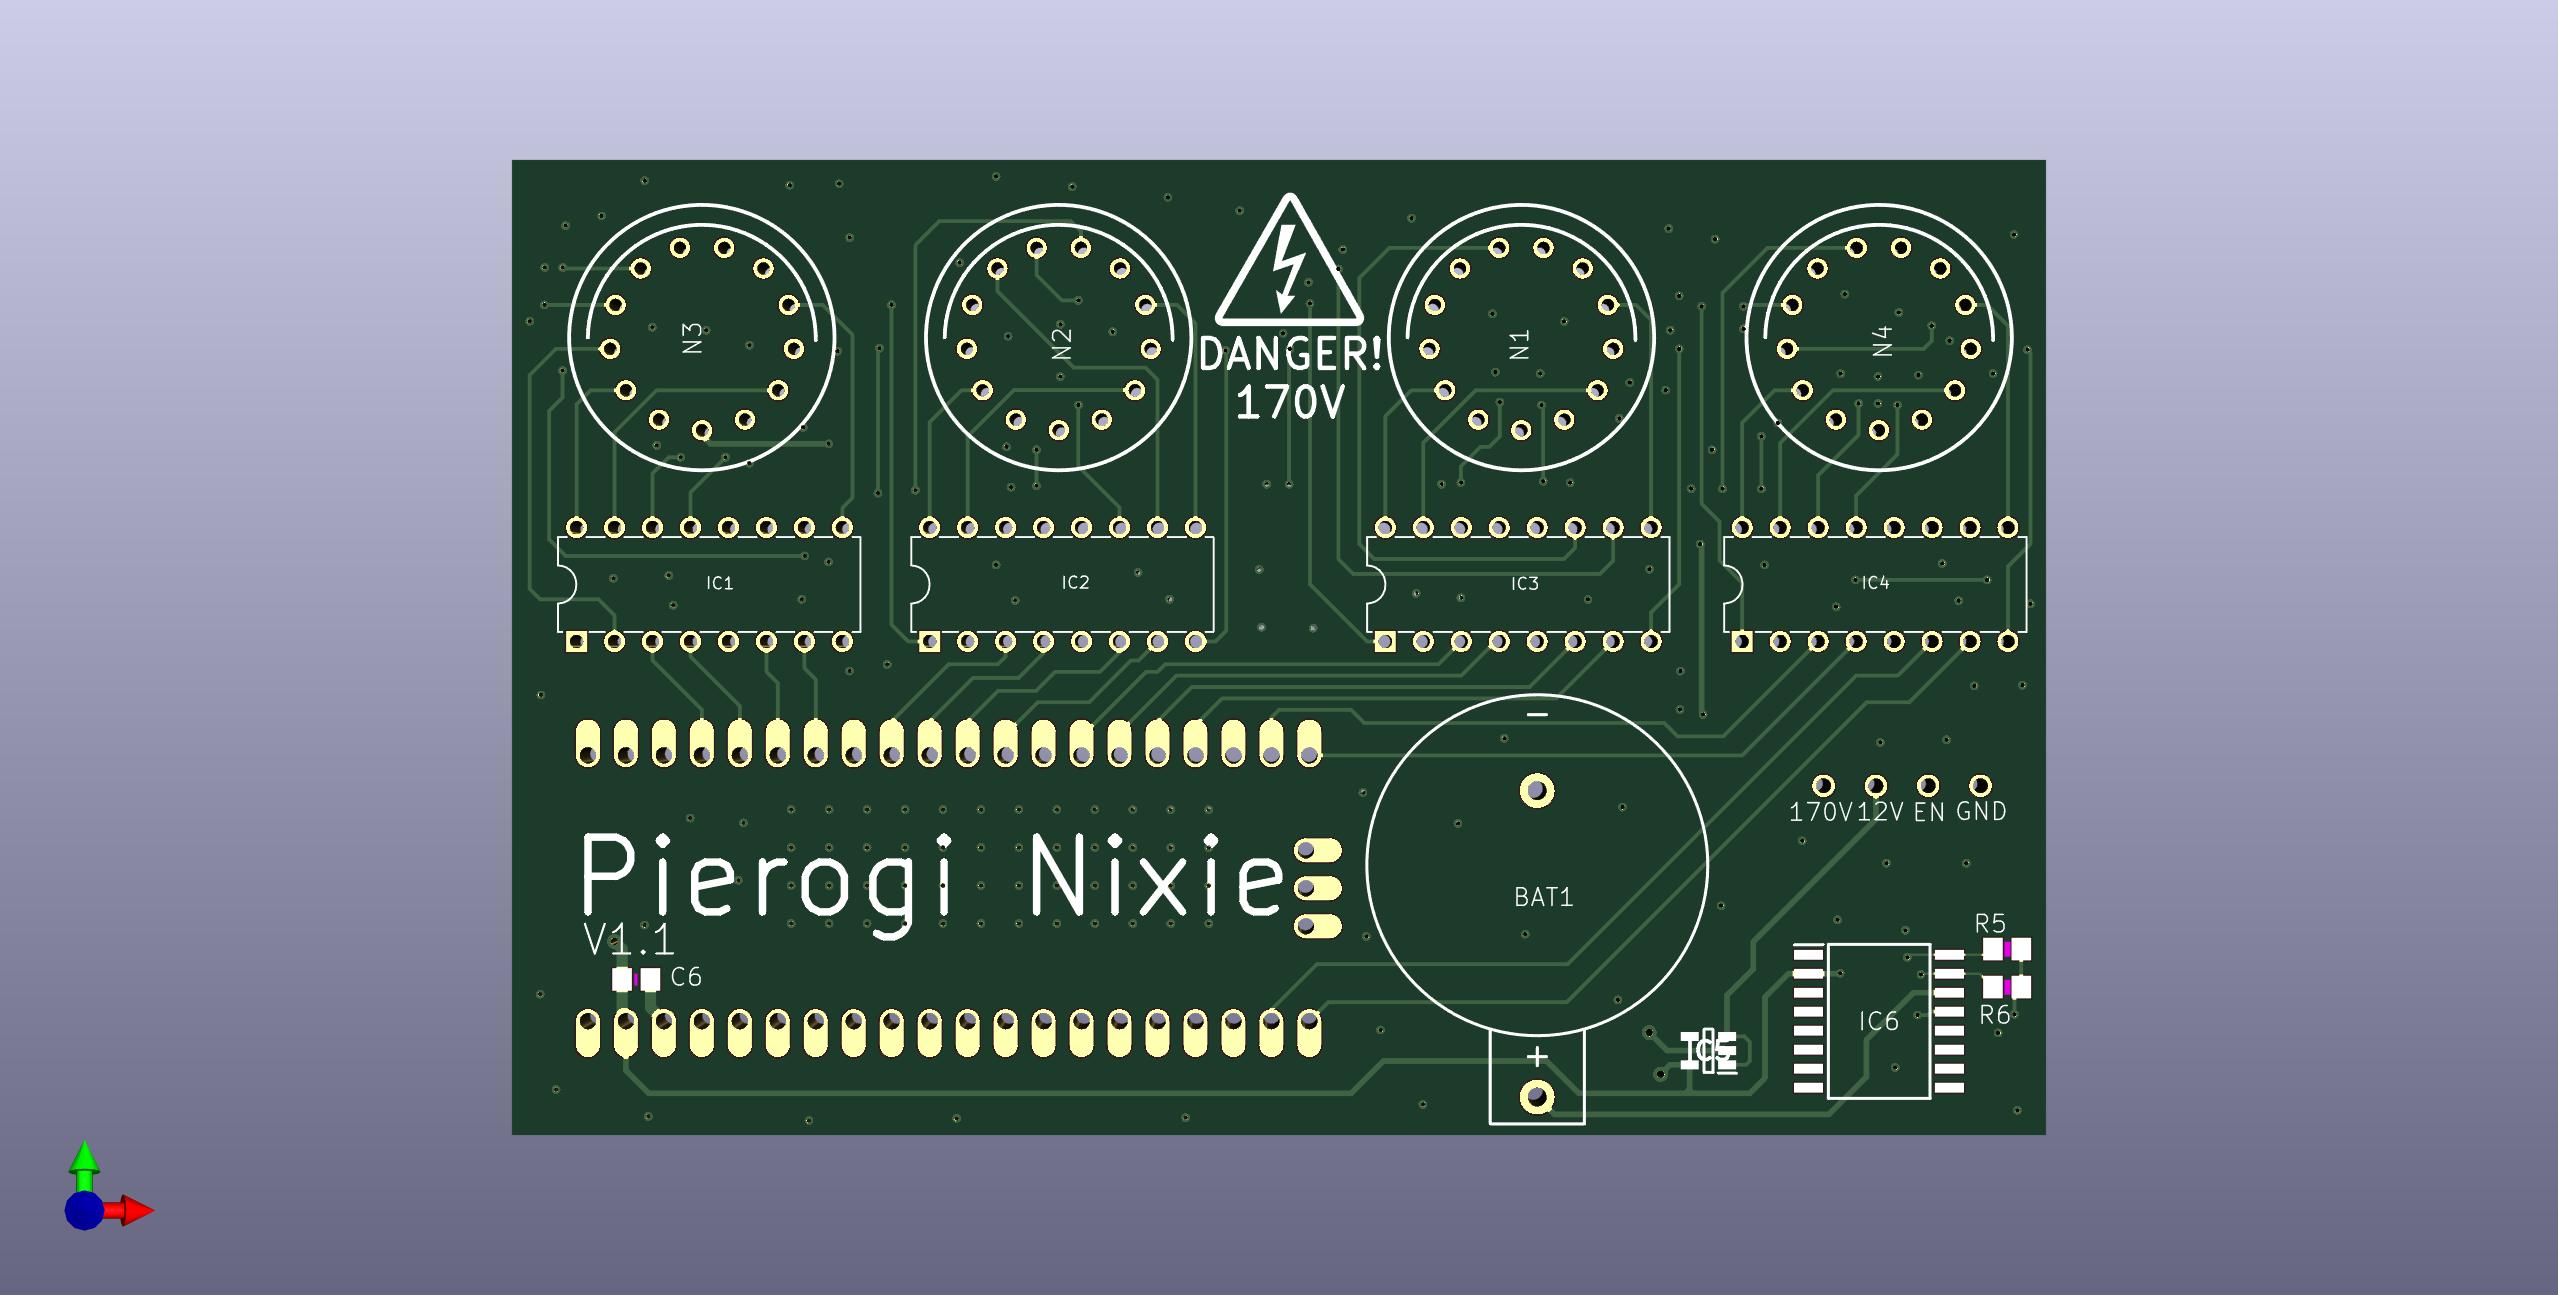 N3
N2
N1
N4
DANGER!
170V
IC1
IC2
IC3
IC4
−
170V 12V EN GND
Pierogi Nixie
BAT1
V1.1
C6
R5
R6
IC6
IC5
+